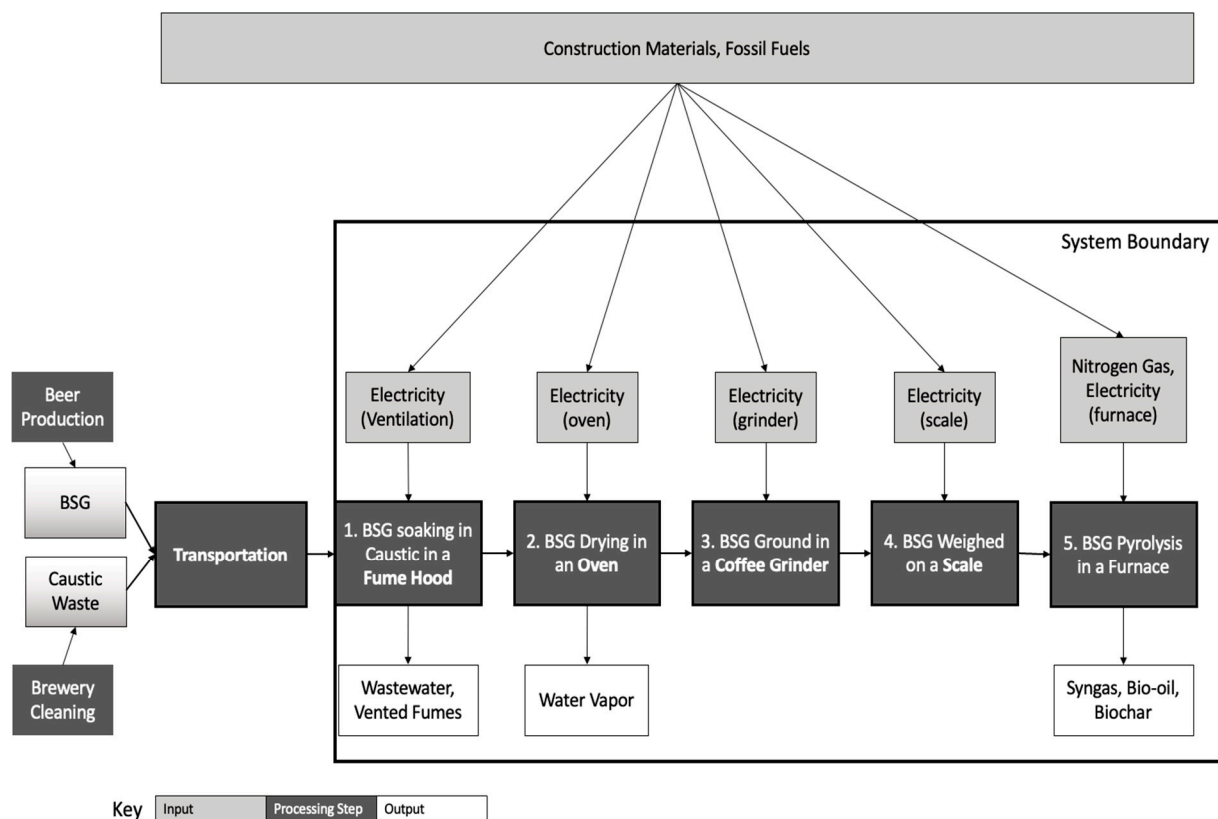 Construction Materials, Fossil Fuels
System Boundary
Beer
Production
BSG
Caustic
Waste
Brewery
Cleaning
Transportation
Electricity
(Ventilation)
Electricity
(oven)
Electricity
(grinder)
Electricity
(scale)
Nitrogen Gas,
Electricity
(furnace)
1. BSG soaking in
Caustic in a
Fume Hood
2. BSG Drying in
an Oven
3. BSG Ground in
a Coffee Grinder
4. BSG Weighed
on a Scale
5. BSG Pyrolysis
in a Furnace
Wastewater,
Vented Fumes
Water Vapor
Syngas, Bio-oil,
Biochar
Key
Input
Processing Step
Output